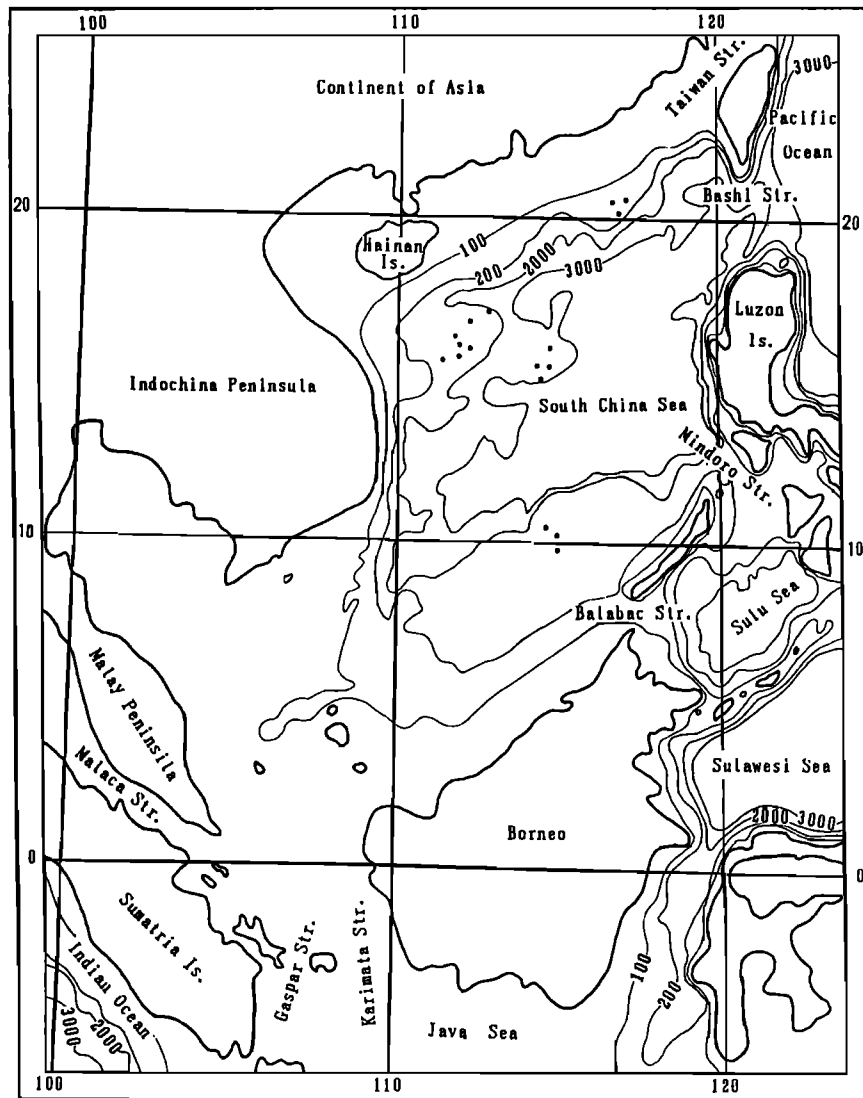 100
110
120
3000
Taiwan Str.
Continent of Asia
Pacific
Ocean
20
Bashi Str.
20
Hainan
Is.
100
200
2000
3000
Luzon
Is.
Indochina Peninsula
South China Sea
Mindoro Str.
10
10
Balabac Str.
Sulu Sea
Malay Peninsila
Malaca Str.
Sulawesi Sea
2000
3000
Borneo
0
0
Sumatria Is.
Gaspar Str.
Karimata Str.
Indian Ocean
100
200
2000
3000
Java Sea
100
110
120